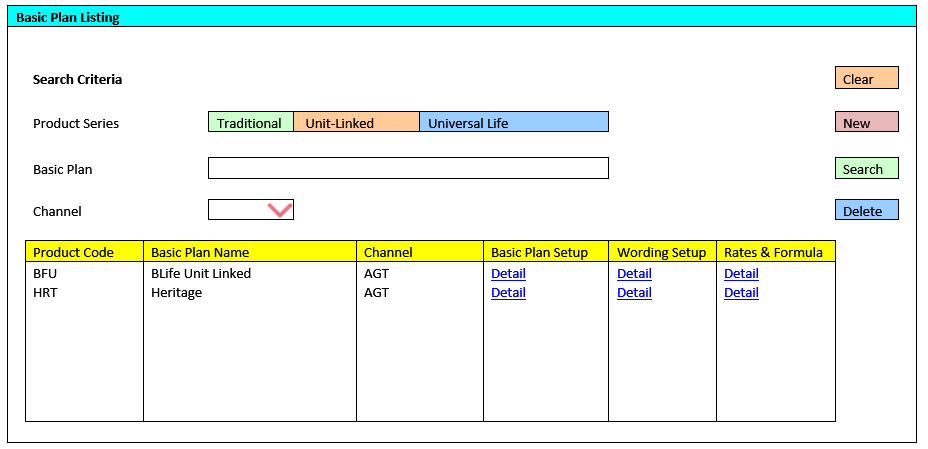 Basic Plan Listing
Search Criteria Clear
Product Series Traditional Unit-Linked Universal Life New
Basic Plan Search
Channel Delete
Product Code Basic Plan Name Channel Basic Plan Setup Wording Setup Rates & Formula
BFU BLife Unit Linked AGT Detail Detail Detail
HRT Heritage AGT Detail Detail Detail